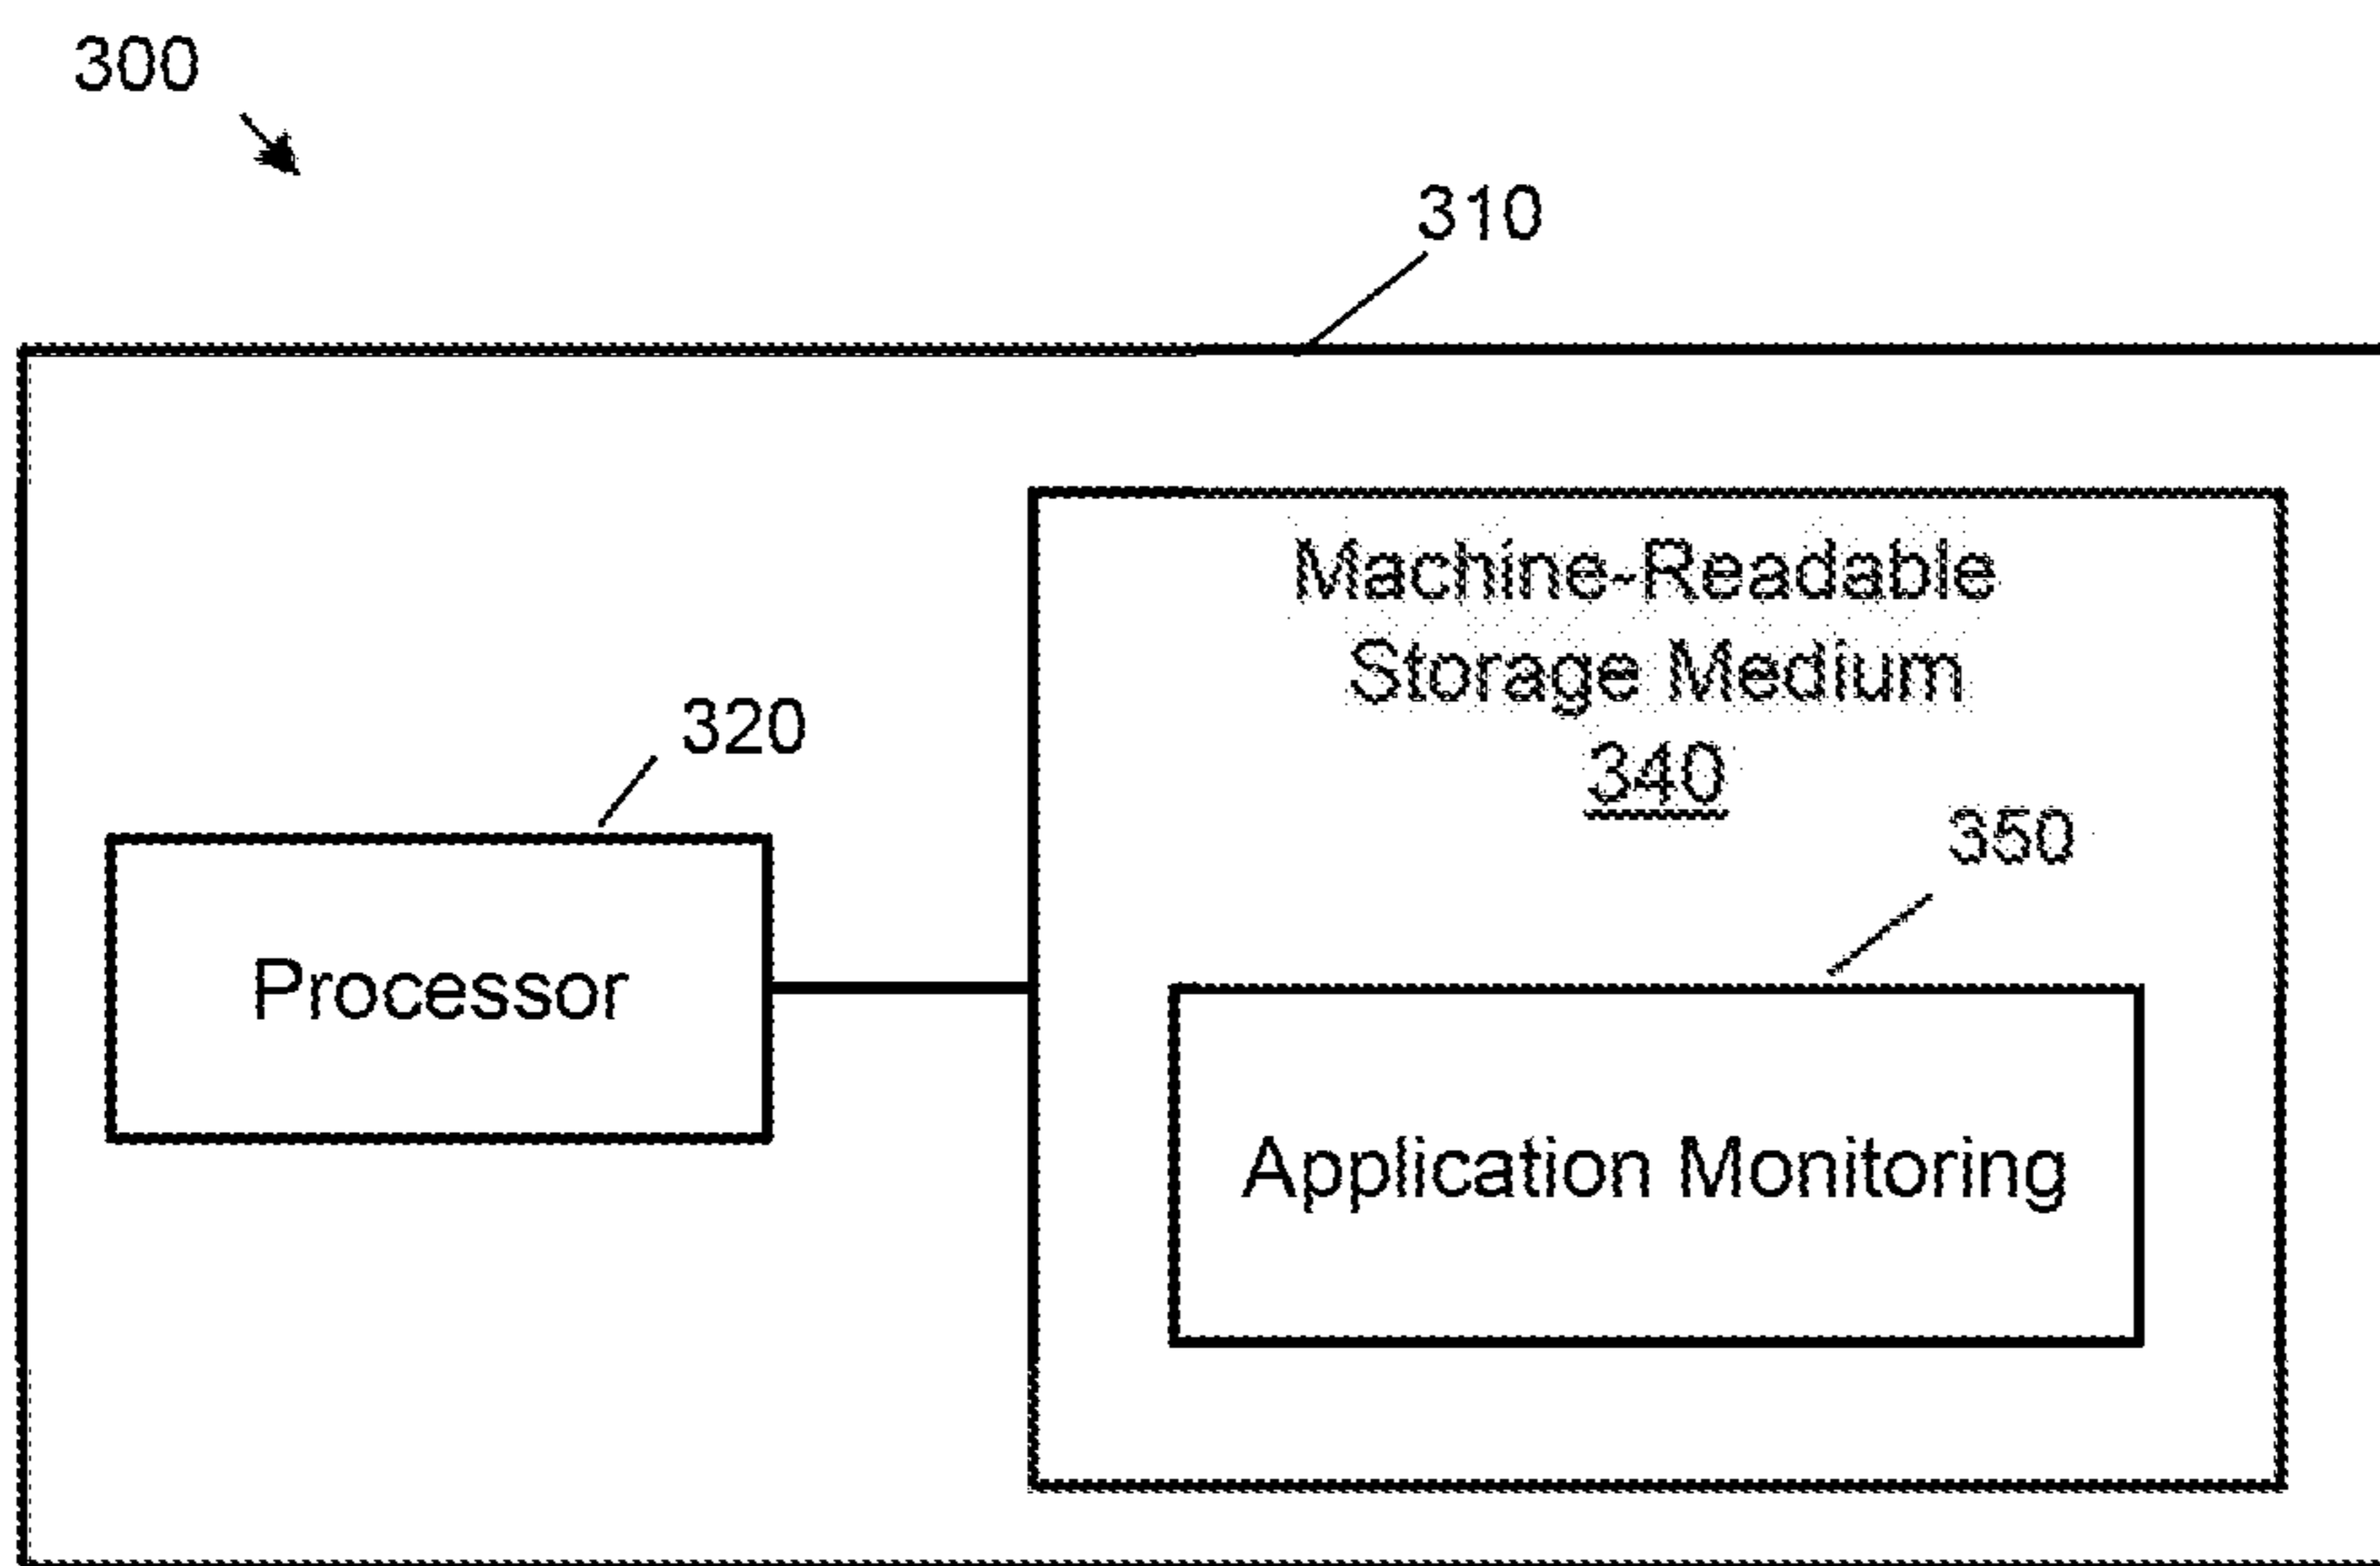 300
310
Machine-Readable
Storage Medium
340
320
350
Processor
Application Monitoring